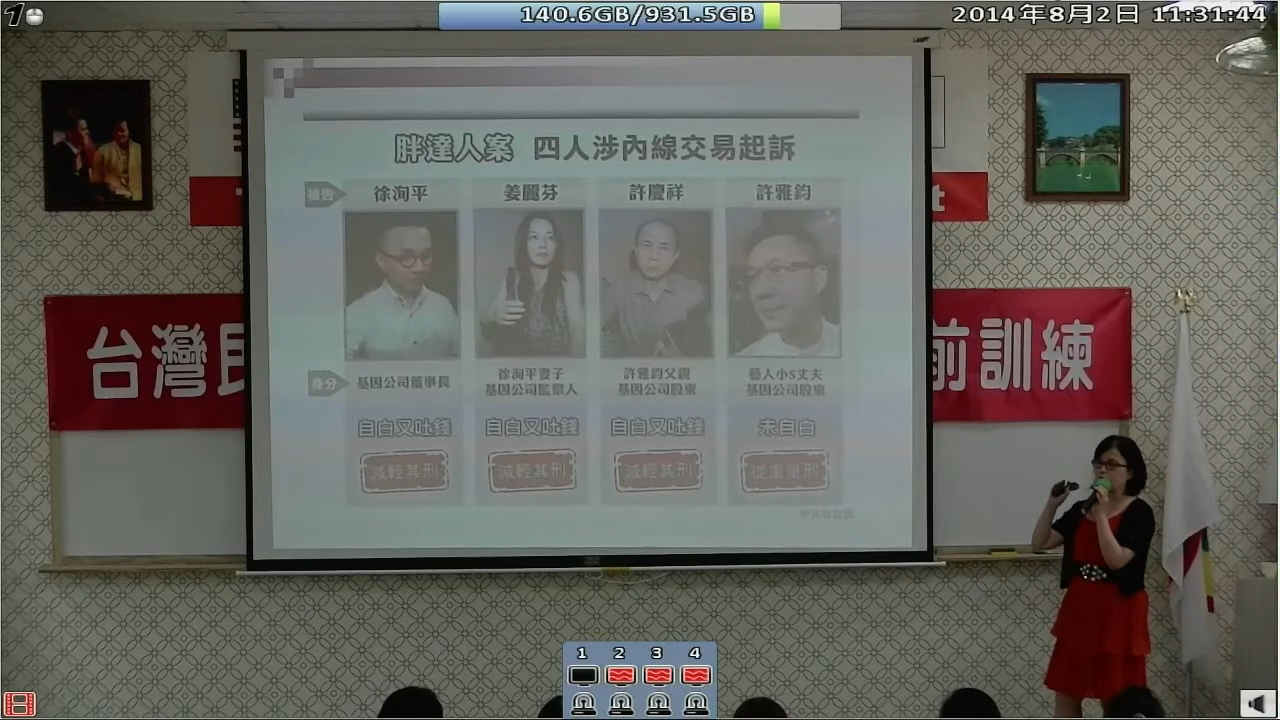 1
140.6GB/931.5GB
2014年8月2日 11:31:44
胖達人案 四人涉內線交易起訴
被告 徐洵平 姜麗芬 許慶祥 許雅鈞
身分 基因公司董事長
徐洵平妻子
基因公司監察人
許雅鈞父親
基因公司股東
藝人小S丈夫
基因公司股東
自白又吐錢 自白又吐錢 自白又吐錢 未自白
減輕其刑 減輕其刑 減輕其刑 從重量刑
台灣民
前訓練
t
1 2 3 4